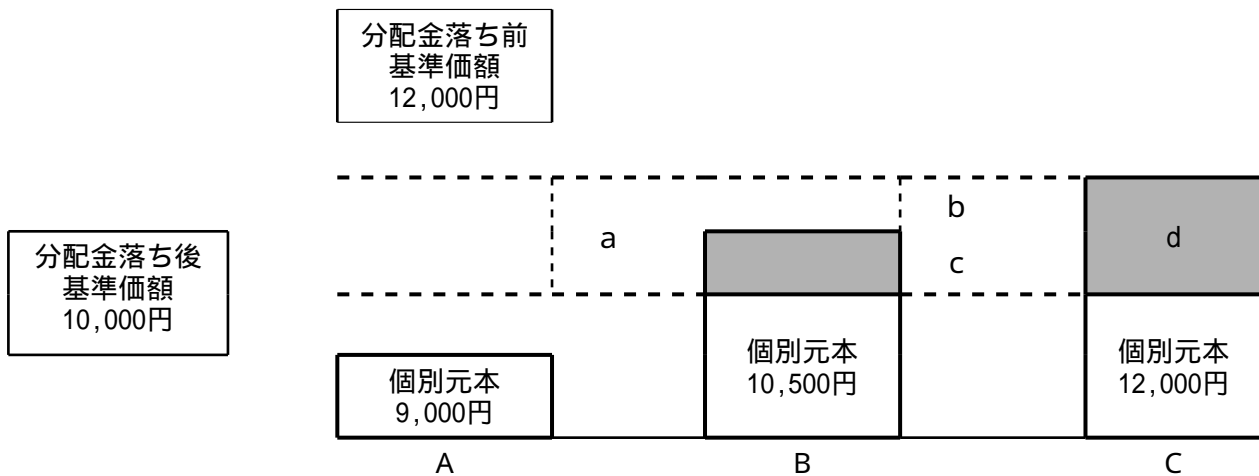 分配金落ち前
基準価額
12,000円
a
b
c
d
分配金落ち後
基準価額
10,000円
個別元本
9,000円
個別元本
10,500円
個別元本
12,000円
A
B
C